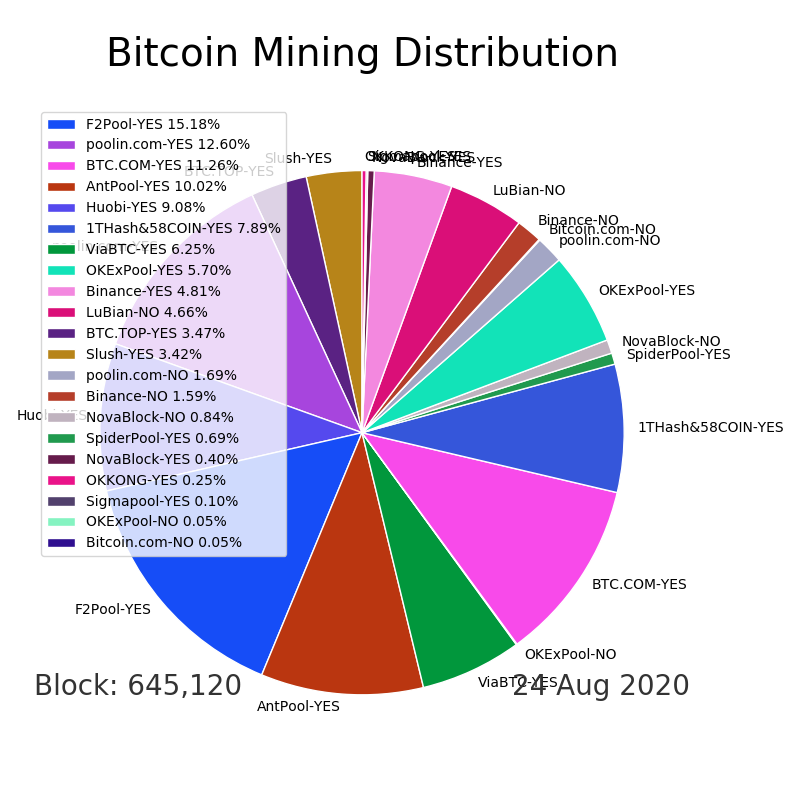 Bitcoin Mining Distribution
F2Pool-YES 15.18%
poolin.com-YES 12.60%
BTC.COM-YES 11.26%
AntPool-YES 10.02%
Huobi-YES 9.08%
1THash&58COIN-YES 7.89%
ViaBTC-YES 6.25%
OKExPool-YES 5.70%
Binance-YES 4.81%
LuBian-NO 4.66%
BTC.TOP-YES 3.47%
Slush-YES 3.42%
poolin.com-NO 1.69%
Binance-NO 1.59%
NovaBlock-NO 0.84%
SpiderPool-YES 0.69%
NovaBlock-YES 0.40%
OKKONG-YES 0.25%
Sigmapool-YES 0.10%
OKExPool-NO 0.05%
Bitcoin.com-NO 0.05%
Slush-YES
BTC.TOP-YES
Binance-YES
LuBian-NO
Binance-NO
Bitcoin.com-NO
poolin.com-NO
OKExPool-YES
NovaBlock-NO
SpiderPool-YES
1THash&58COIN-YES
BTC.COM-YES
OKExPool-NO
ViaBTC-YES
AntPool-YES
F2Pool-YES
Huobi-YES
Block: 645,120
24 Aug 2020